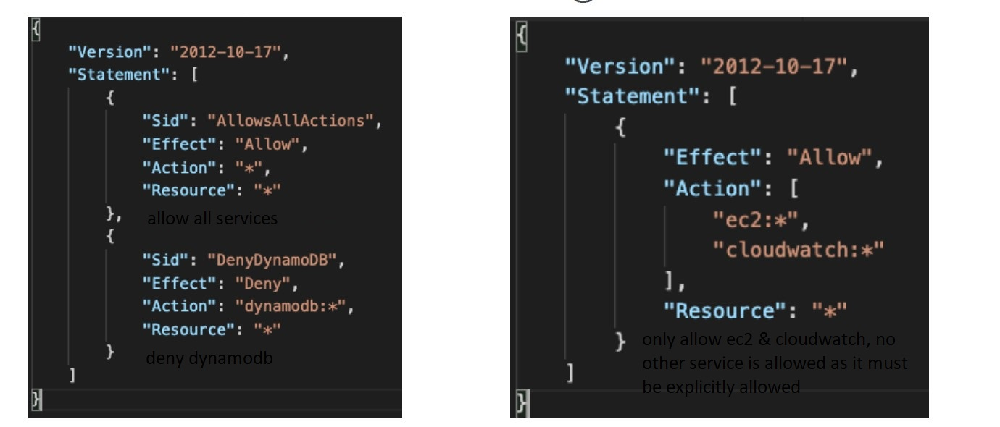 {
"Version": "2012-10-17",
"Statement": [
{
"Sid": "AllowsAllActions",
"Effect": "Allow",
"Action": "*",
"Resource": "*"
},
allow all services
{
"Sid": "DenyDynamoDB",
"Effect": "Deny",
"Action": "dynamodb:*",
"Resource": "*"
}
deny dynamodb
]
}
{
"Version": "2012-10-17",
"Statement": [
{
"Effect": "Allow",
"Action": [
"ec2:*",
"cloudwatch:*"
],
"Resource": "*"
}
only allow ec2 & cloudwatch, no
other service is allowed as it must
be explicitly allowed
]
}